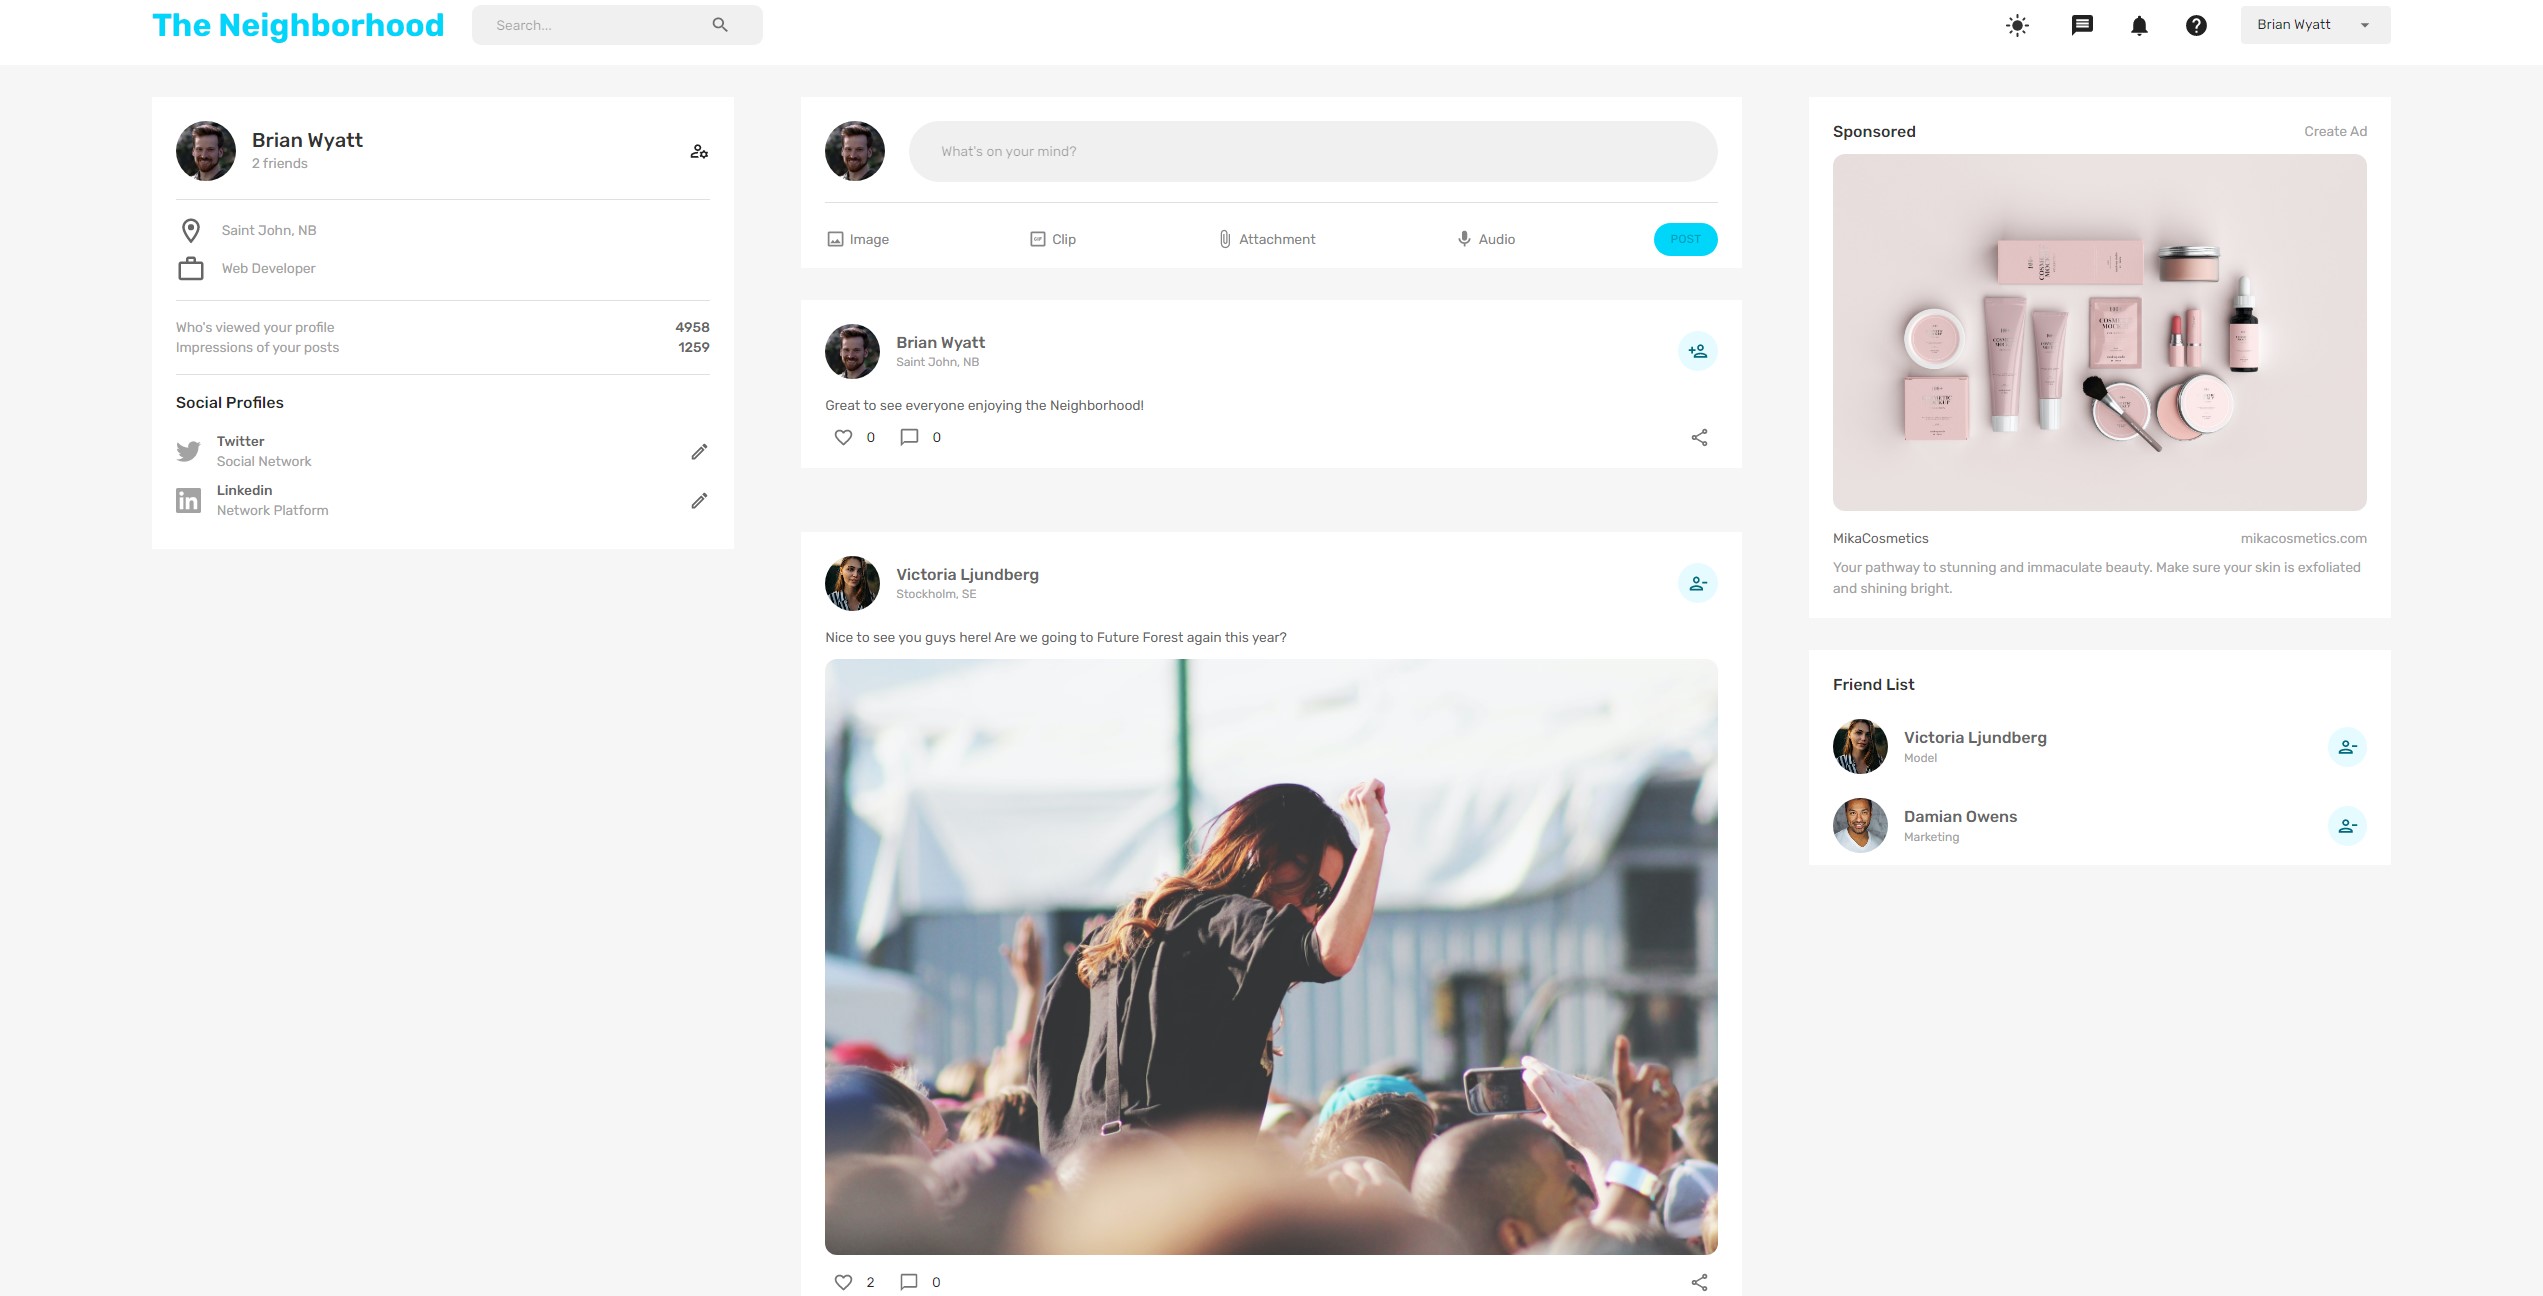 The Neighborhood
Search...
Brian Wyatt
Brian Wyatt
2 friends
Saint John, NB
Web Developer
Who's viewed your profile 4958
Impressions of your posts 1259
Social Profiles
Twitter
Social Network
Linkedin
Network Platform
What's on your mind?
Image
Clip
Attachment
Audio
POST
Brian Wyatt
Saint John, NB
Great to see everyone enjoying the Neighborhood!
0 0
Victoria Ljundberg
Stockholm, SE
Nice to see you guys here! Are we going to Future Forest again this year?
2 0
Sponsored
Create Ad
MikaCosmetics
mikacosmetics.com
Your pathway to stunning and immaculate beauty. Make sure your skin is exfoliated
and shining bright.
Friend List
Victoria Ljundberg
Model
Damian Owens
Marketing